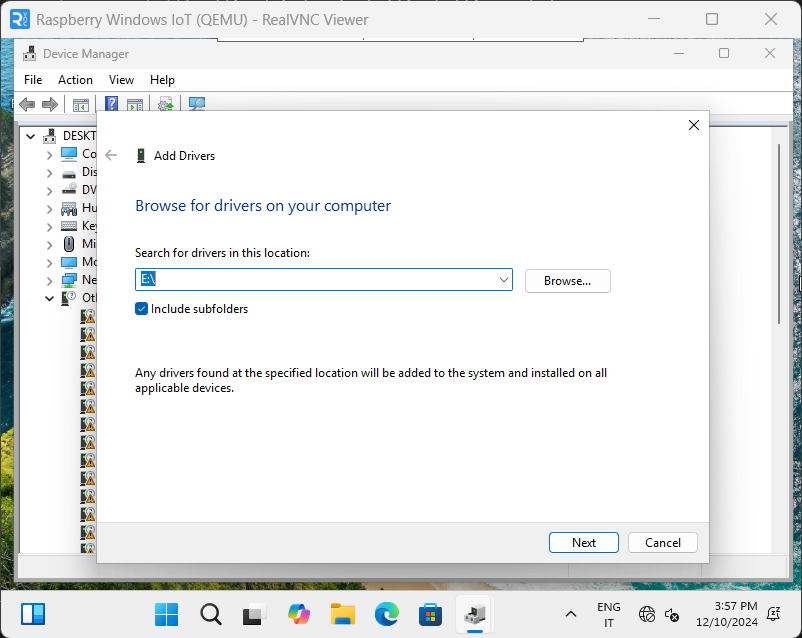 Raspberry Windows IoT (QEMU) - RealVNC Viewer
Device Manager
File Action View Help
DESKT
Co
Dis
DV
Hu
Key
Mi
Mo
Ne
Oth
Add Drivers
Browse for drivers on your computer
Search for drivers in this location:
E:\
Browse...
Include subfolders
Any drivers found at the specified location will be added to the system and installed on all
applicable devices.
Next
Cancel
ENG
IT
3:57 PM
12/10/2024